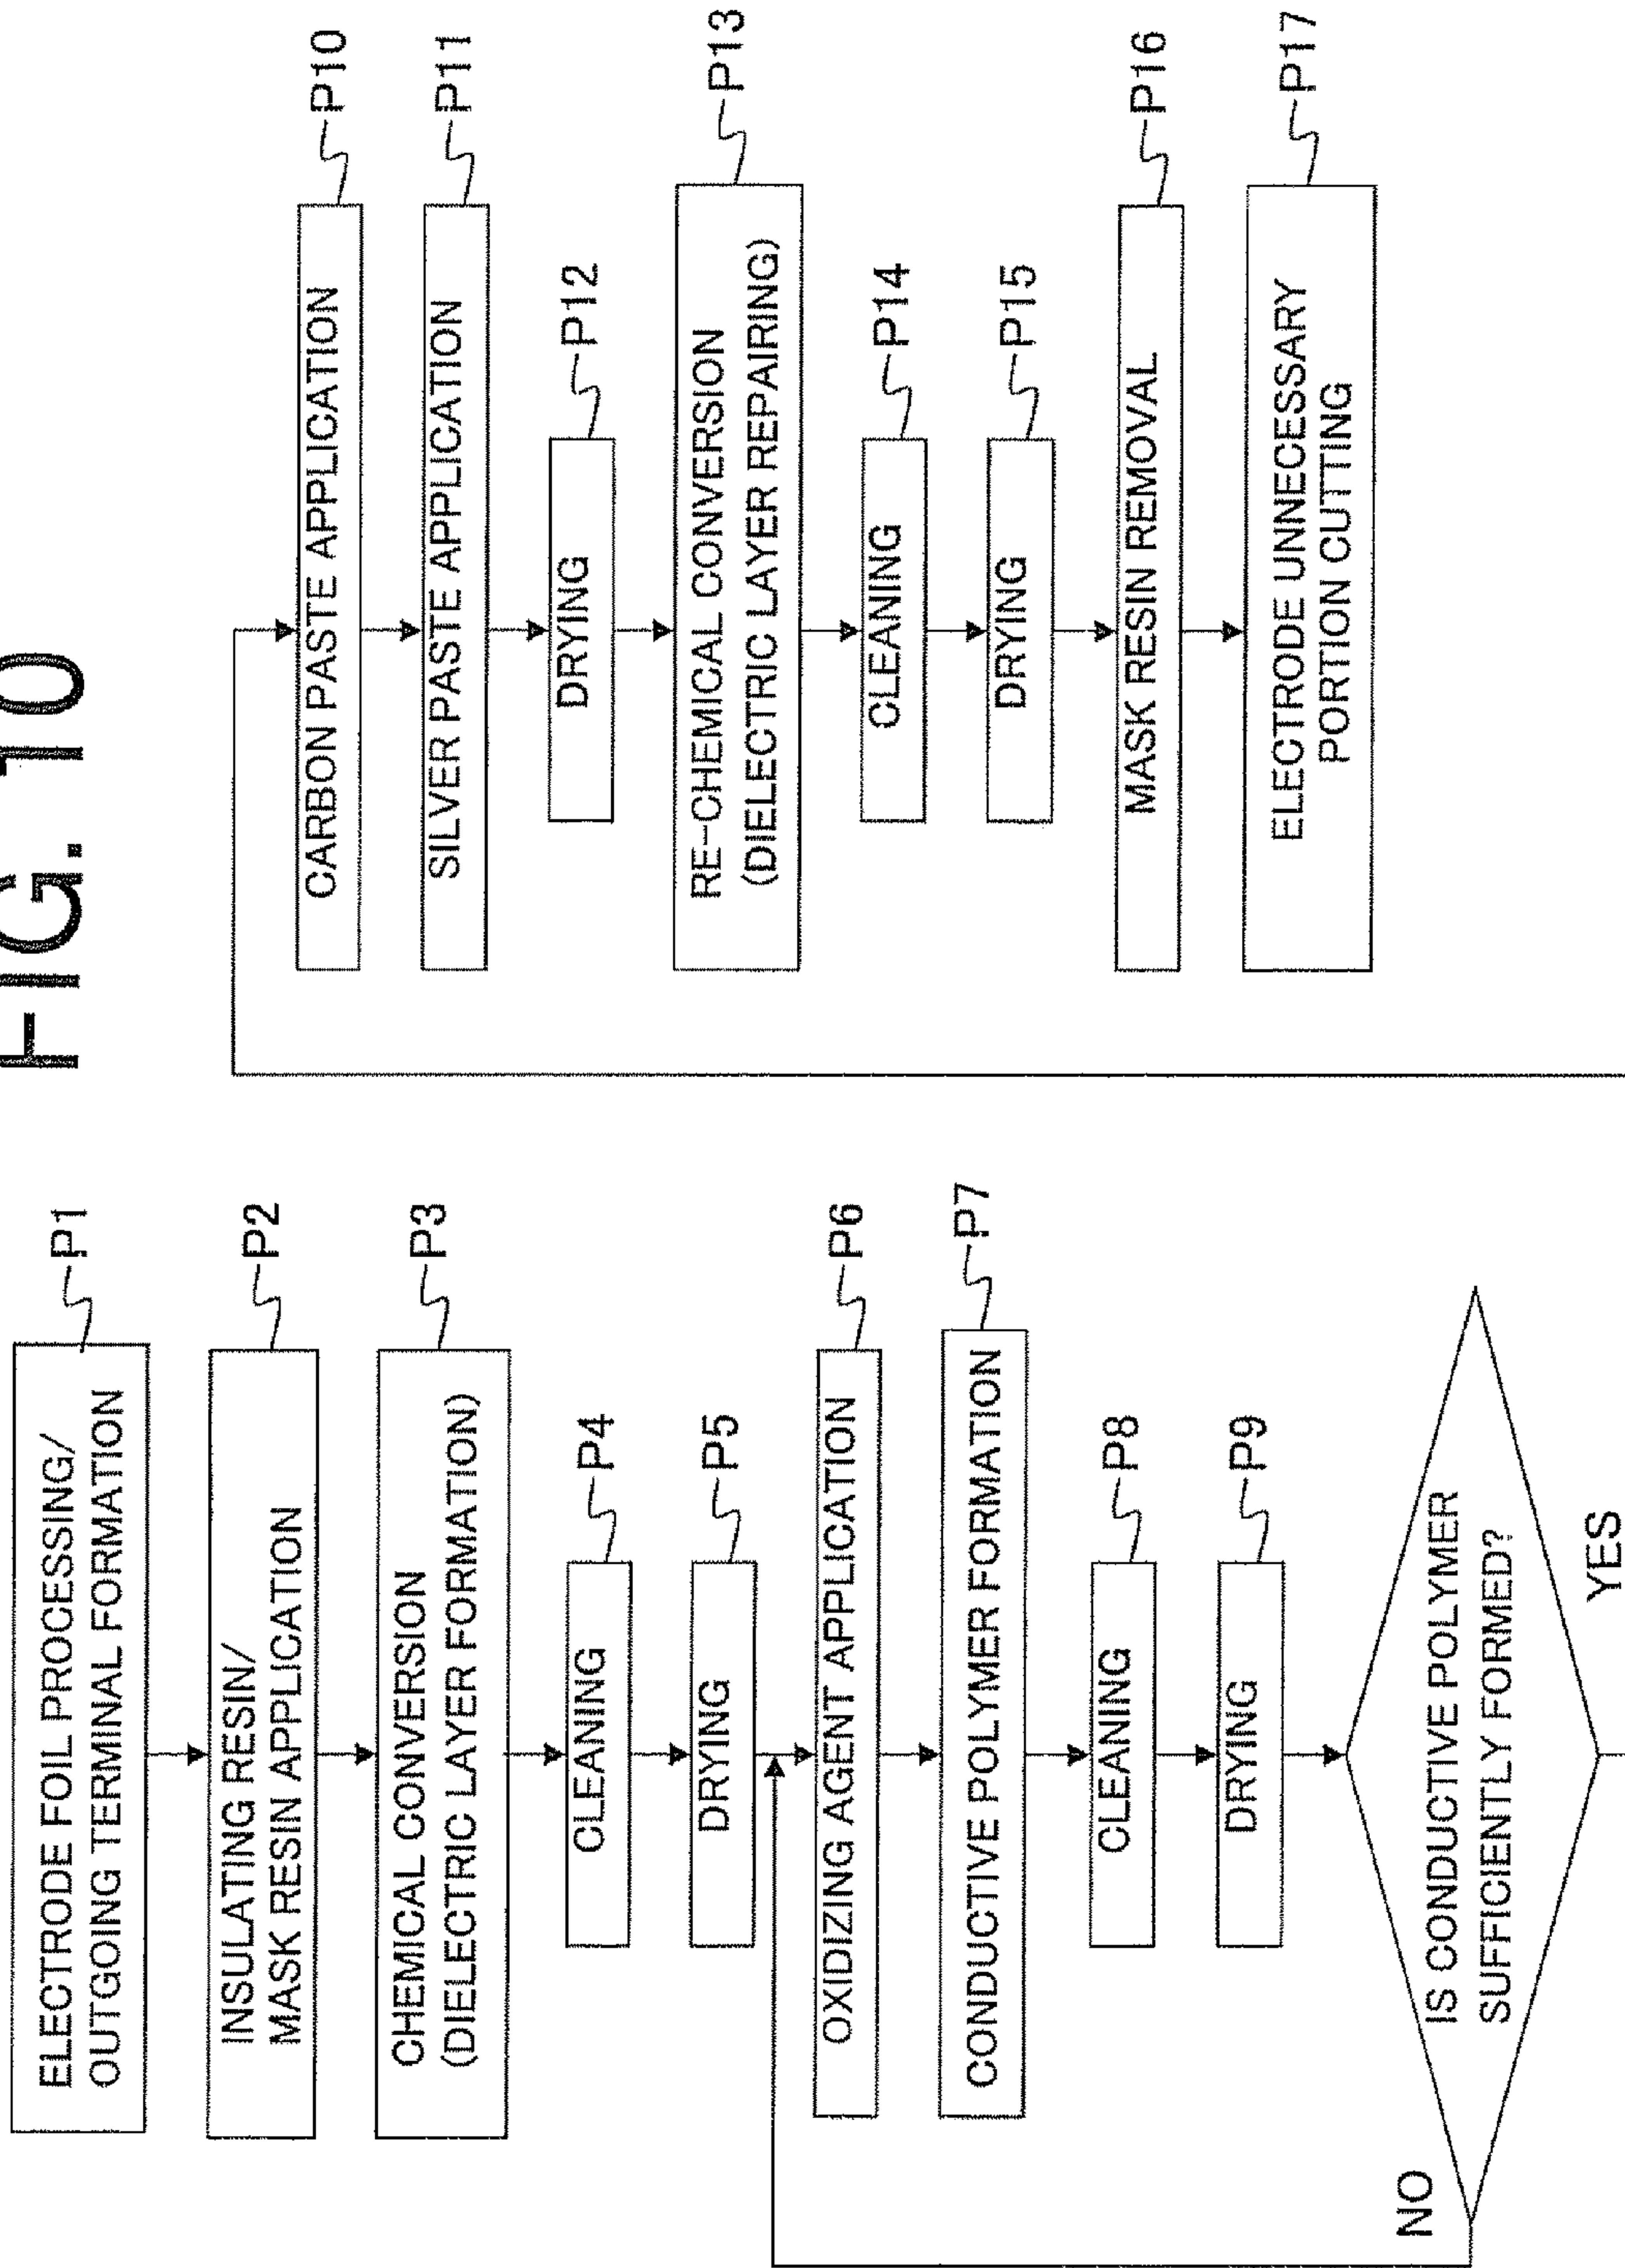 FIG. 10
ELECTRODE FOIL PROCESSING/
OUTGOING TERMINAL FORMATION
P1
INSULATING RESIN/
MASK RESIN APPLICATION
P2
CHEMICAL CONVERSION
(DIELECTRIC LAYER FORMATION)
P3
CLEANING
P4
DRYING
P5
OXIDIZING AGENT APPLICATION
P6
CONDUCTIVE POLYMER FORMATION
P7
CLEANING
P8
DRYING
P9
IS CONDUCTIVE POLYMER
SUFFICIENTLY FORMED?
NO
YES
CARBON PASTE APPLICATION
P10
SILVER PASTE APPLICATION
P11
DRYING
P12
RE-CHEMICAL CONVERSION
(DIELECTRIC LAYER REPAIRING)
P13
CLEANING
P14
DRYING
P15
MASK RESIN REMOVAL
P16
ELECTRODE UNNECESSARY
PORTION CUTTING
P17